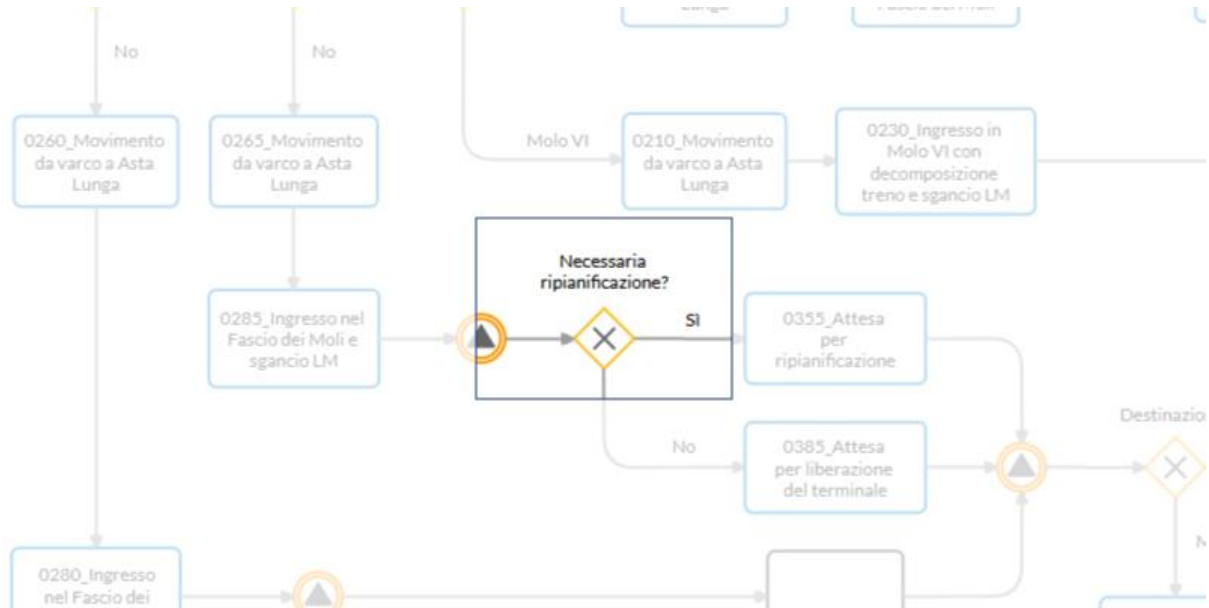 No
No
0260_Movimento
da varco a Asta
Lunga
0265_Movimento
da varco a Asta
Lunga
Molo VI
0210_Movimento
da varco a Asta
Lunga
0230_Ingresso in
Molo VI con
decomposizione
treno e sgancio LM
Necessaria
ripianificazione?
0285_Ingresso nel
Fascio dei Moli e
sgancio LM
Sì
0355_Attesa
per
ripianificazione
No
0385_Attesa
per liberazione
del terminale
0280_Ingresso
nel Fascio dei